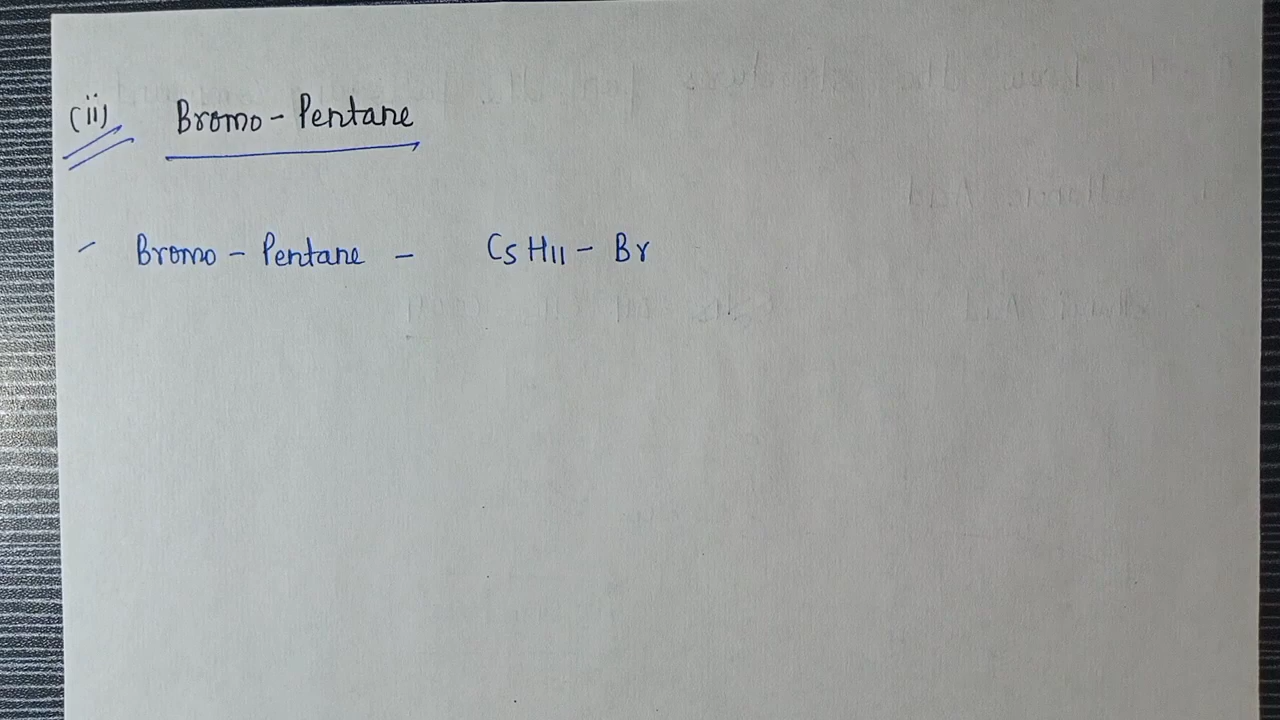 (ii) Bromo - Pentane
- Bromo - Pentane - C5H11 - Br